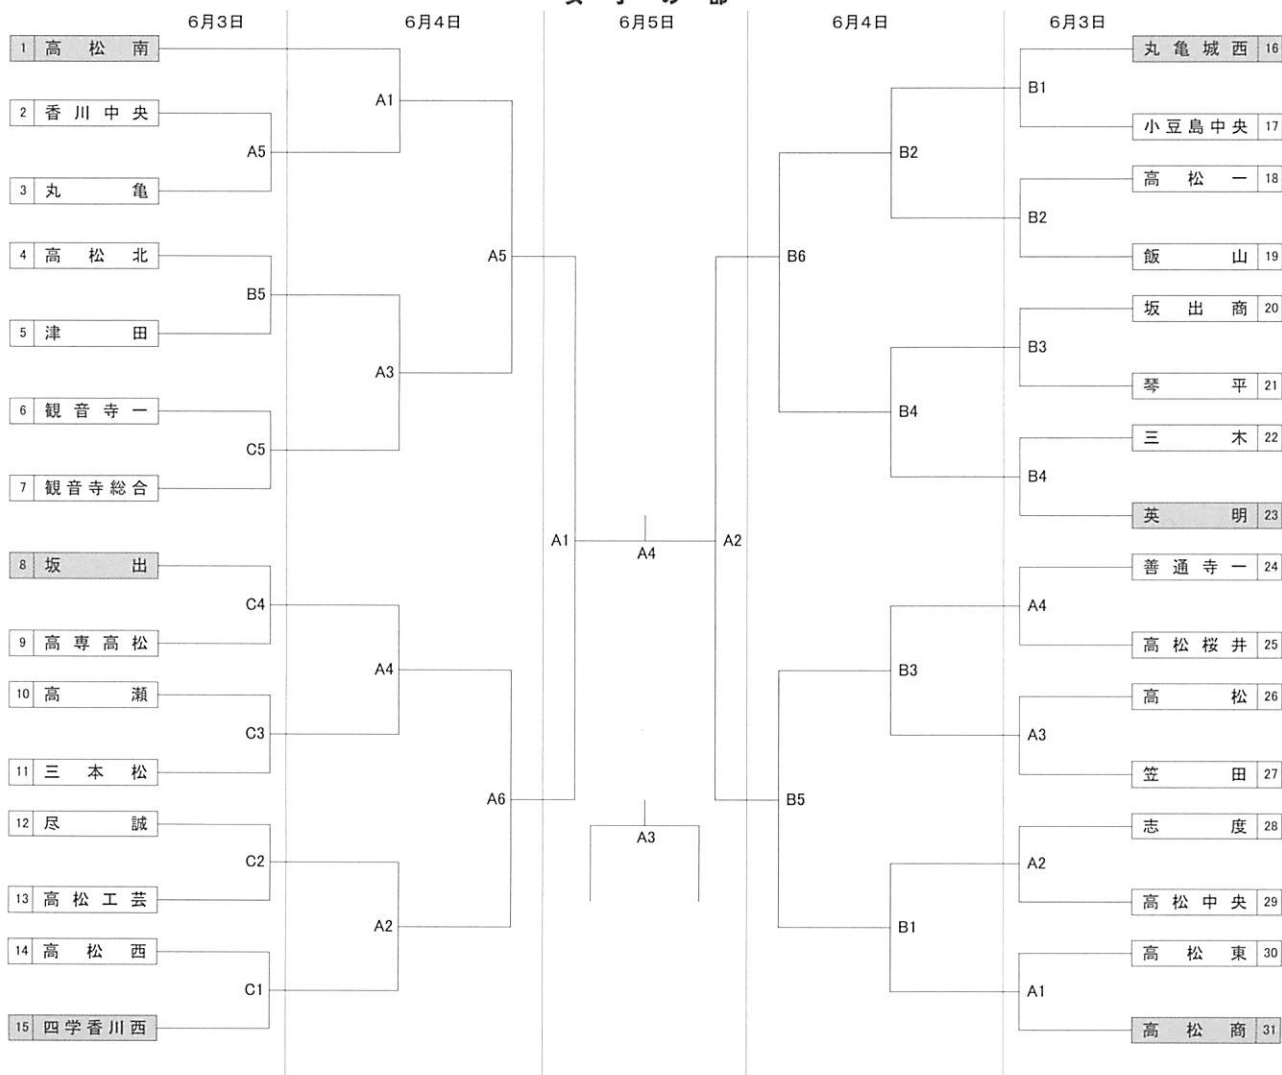 女子の部
6月3日 6月4日 6月5日 6月4日 6月3日
1 高松南
2 香川中央
3 丸亀
4 高松北
5 津田
6 観音寺一
7 観音寺総合
8 坂出
9 高専高松
10 高瀬
11 三本松
12 尽誠
13 高松工芸
14 高松西
15 四学香川西
A5
B5
C5
C4
C3
C2
C1
A1
A3
A4
A2
A5
A6
A1
A4
A3
A2
B6
B5
B2
B4
B3
B1
B1
B2
B3
B4
A4
A3
A2
A1
丸亀城西 16
小豆島中央 17
高松一 18
飯山 19
坂出商 20
琴平 21
三木 22
英明 23
善通寺一 24
高松桜井 25
高松 26
笠田 27
志度 28
高松中央 29
高松東 30
高松商 31